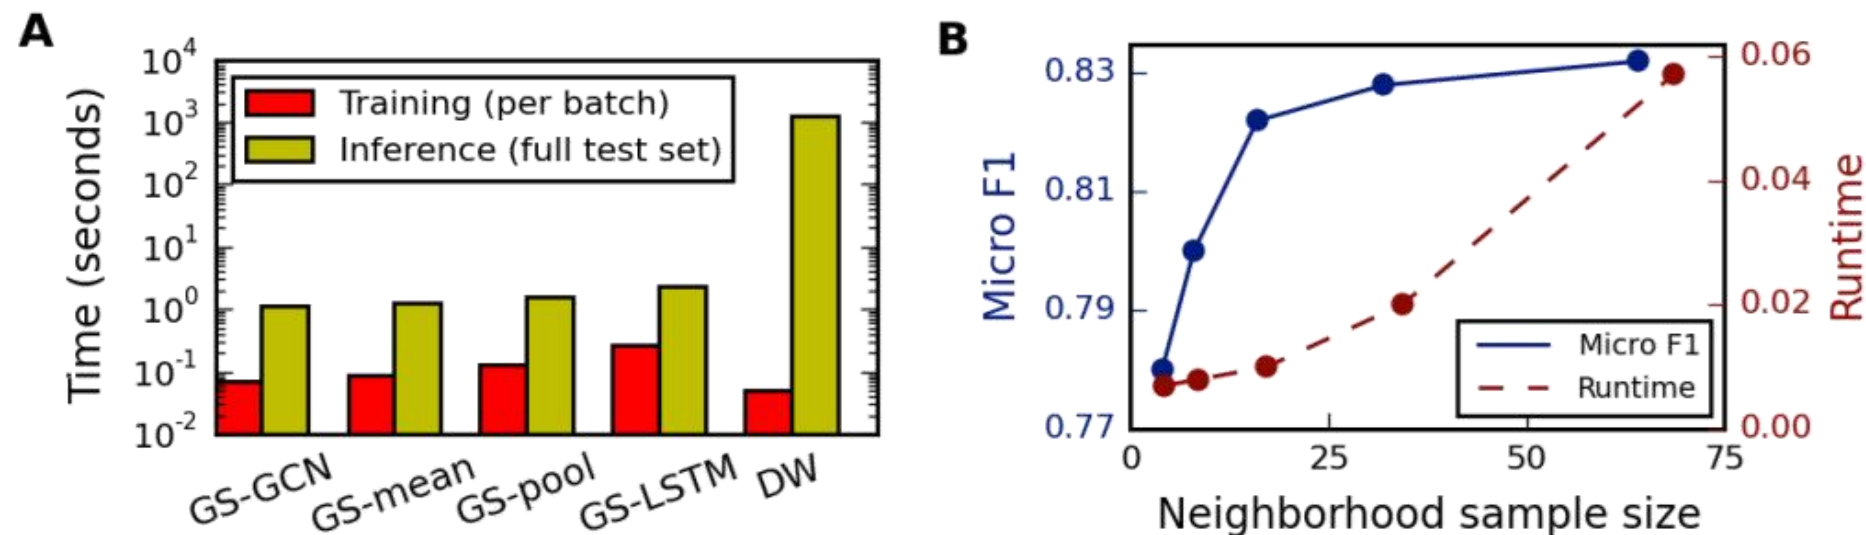 A
Time (seconds)
10^4
10^3
10^2
10^1
10^0
10^-1
10^-2
Training (per batch)
Inference (full test set)
GS-GCN
GS-mean
GS-pool
GS-LSTM
DW
B
Micro F1
0.83
0.81
0.79
0.77
0.06
0.04
0.02
0.00
Runtime
Micro F1
Runtime
0
25
50
75
Neighborhood sample size